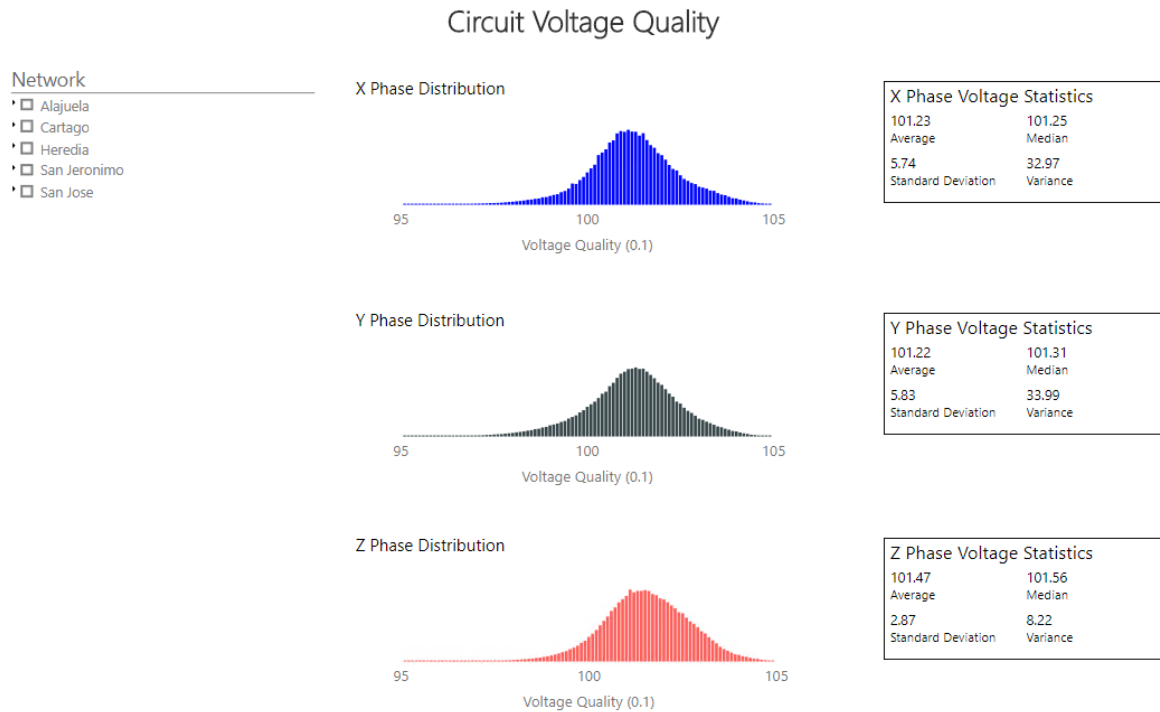 Circuit Voltage Quality
Network
Alajuela
Cartago
Heredia
San Jeronimo
San Jose
X Phase Distribution
95 100 105
Voltage Quality (0.1)
X Phase Voltage Statistics
101.23 101.25
Average Median
5.74 32.97
Standard Deviation Variance
Y Phase Distribution
95 100 105
Voltage Quality (0.1)
Y Phase Voltage Statistics
101.22 101.31
Average Median
5.83 33.99
Standard Deviation Variance
Z Phase Distribution
95 100 105
Voltage Quality (0.1)
Z Phase Voltage Statistics
101.47 101.56
Average Median
2.87 8.22
Standard Deviation Variance